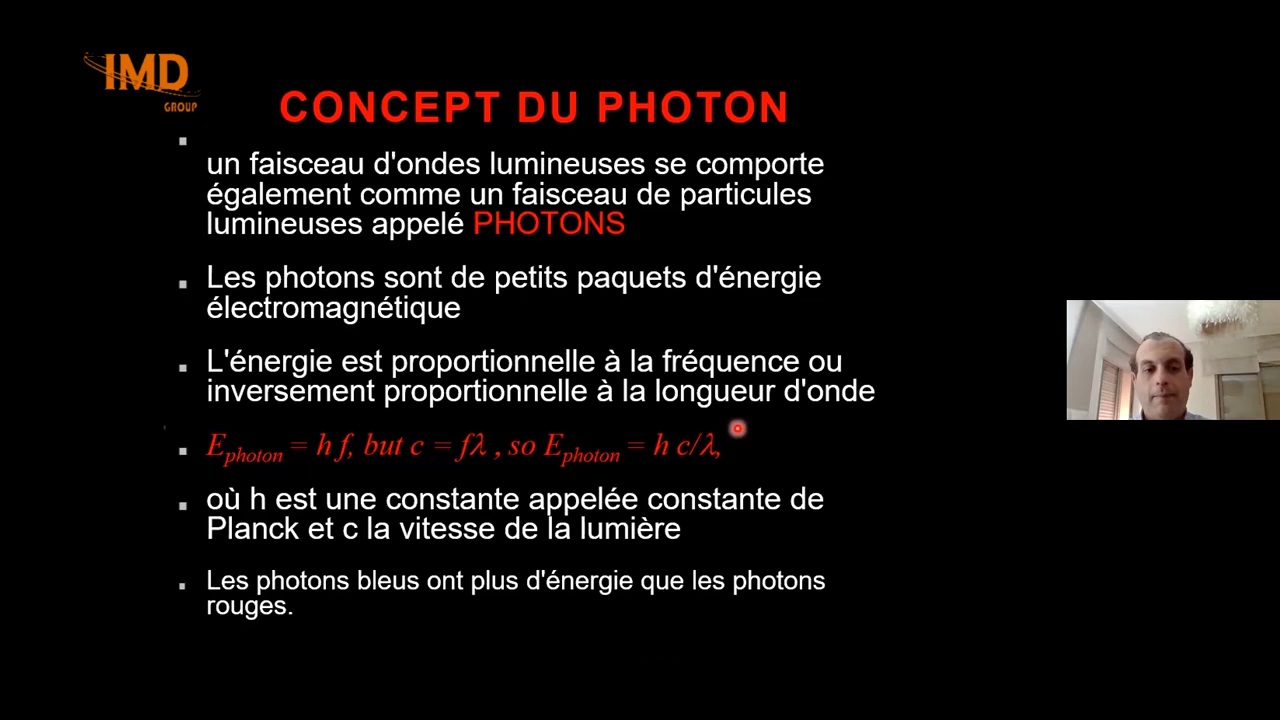 IMD
GROUP
CONCEPT DU PHOTON
un faisceau d'ondes lumineuses se comporte
également comme un faisceau de particules
lumineuses appelé PHOTONS
Les photons sont de petits paquets d'énergie
électromagnétique
L'énergie est proportionnelle à la fréquence ou
inversement proportionnelle à la longueur d'onde
Ephoton = h f, but c = fλ , so Ephoton = h c/λ,
où h est une constante appelée constante de
Planck et c la vitesse de la lumière
Les photons bleus ont plus d'énergie que les photons
rouges.